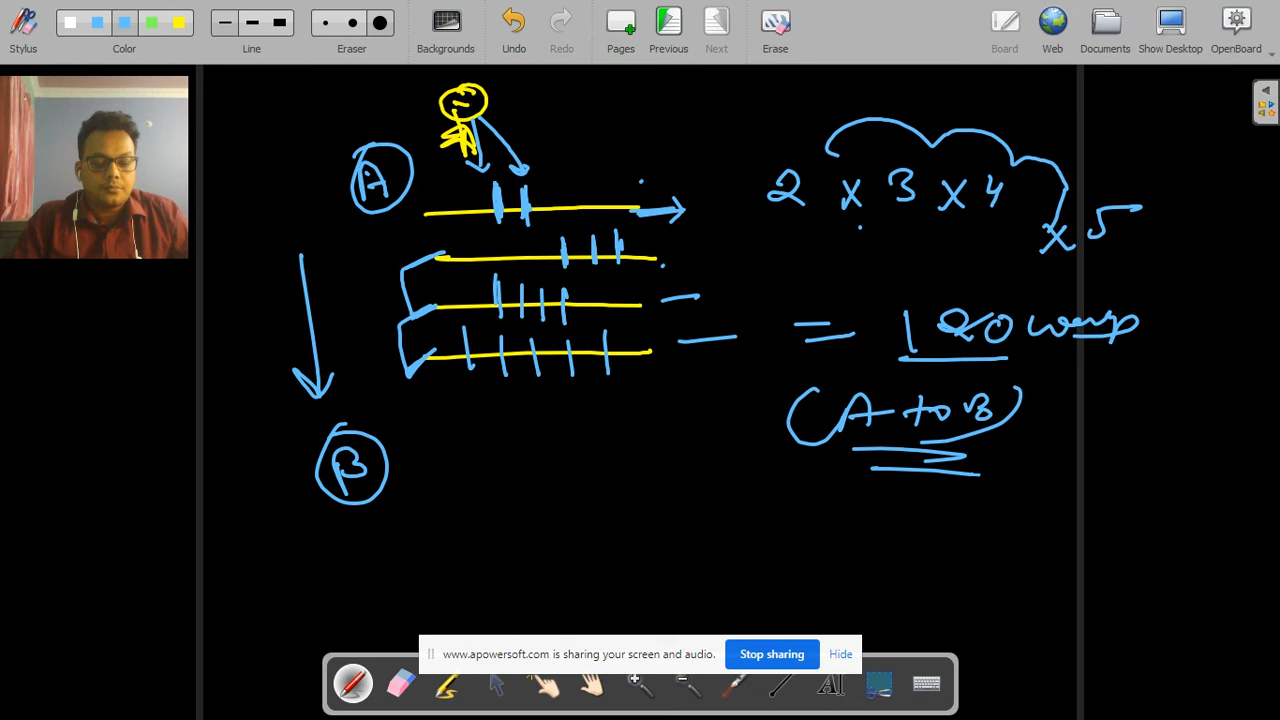 Stylus
Color
Line
Eraser
Backgrounds
Undo
Redo
Pages
Previous
Next
Erase
Board
Web
Documents
Show Desktop
OpenBoard
A
2 x 3 x 4
x 5
= 120 ways
(A to B)
B
www.apowersoft.com is sharing your screen and audio.
Stop sharing
Hide